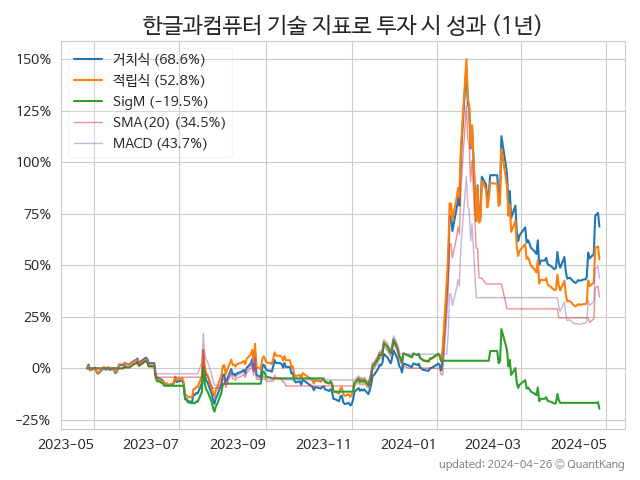 한글과컴퓨터 기술 지표로 투자 시 성과 (1년)
거치식 (68.6%)
적립식 (52.8%)
SigM (−19.5%)
SMA(20) (34.5%)
MACD (43.7%)
150%
125%
100%
75%
50%
25%
0%
−25%
2023-05 2023-07 2023-09 2023-11 2024-01 2024-03 2024-05
updated: 2024-04-26 © QuantKang